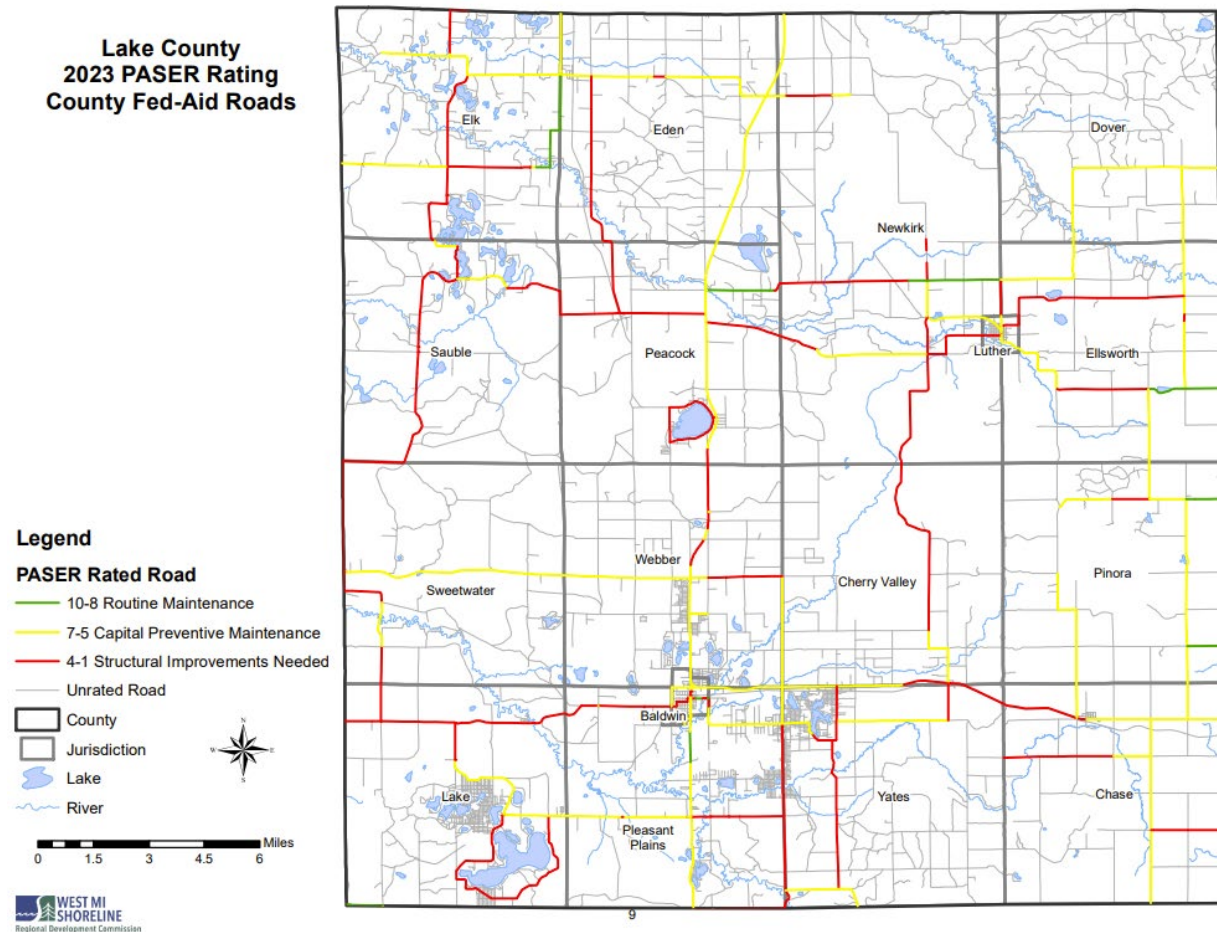 Lake County
2023 PASER Rating
County Fed-Aid Roads
Elk
Eden
Dover
Newkirk
Sauble
Peacock
Luther
Ellsworth
Webber
Sweetwater
Cherry Valley
Pinora
Baldwin
Lake
Pleasant
Plains
Yates
Chase
Legend
PASER Rated Road
10-8 Routine Maintenance
7-5 Capital Preventive Maintenance
4-1 Structural Improvements Needed
Unrated Road
County
Jurisdiction
Lake
River
N
W E
S
0 1.5 3 4.5 6 Miles
WEST MI
SHORELINE
Regional Development Commission
9